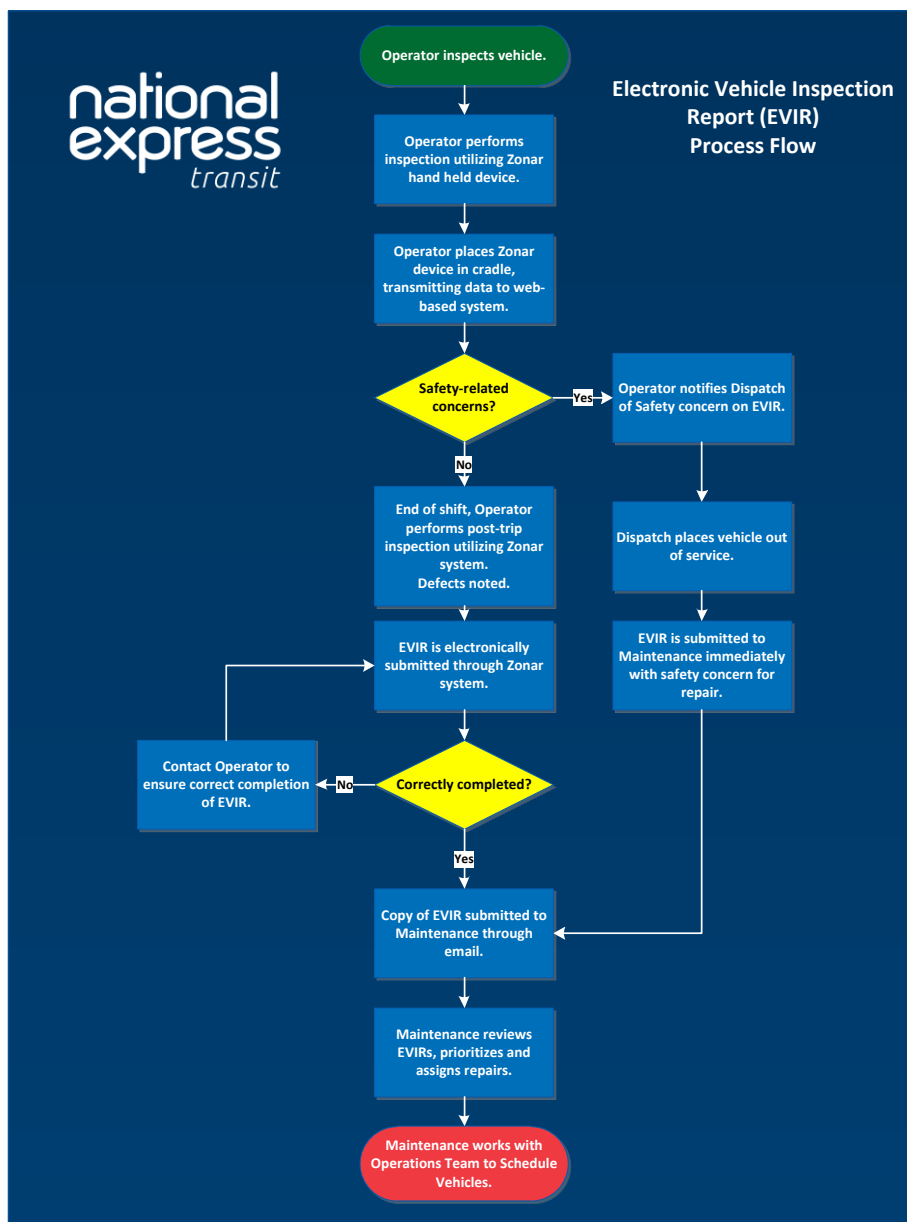 national
express
transit
Electronic Vehicle Inspection
Report (EVIR)
Process Flow
Operator inspects vehicle.
Operator performs
inspection utilizing Zonar
hand held device.
Operator places Zonar
device in cradle,
transmitting data to web-
based system.
Safety-related
concerns?
Yes
Operator notifies Dispatch
of Safety concern on EVIR.
No
End of shift, Operator
performs post-trip
inspection utilizing Zonar
system.
Defects noted.
Dispatch places vehicle out
of service.
EVIR is electronically
submitted through Zonar
system.
EVIR is submitted to
Maintenance immediately
with safety concern for
repair.
Contact Operator to
ensure correct completion
of EVIR.
No
Correctly completed?
Yes
Copy of EVIR submitted to
Maintenance through
email.
Maintenance reviews
EVIRs, prioritizes and
assigns repairs.
Maintenance works with
Operations Team to Schedule
Vehicles.